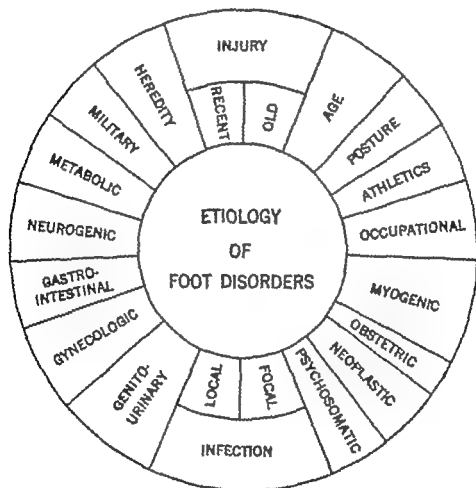 INJURY
RECENT
OLD
AGE
POSTURE
ATHLETICS
OCCUPATIONAL
MYOGENIC
OBSTETRIC
NEOPLASTIC
PSYCHOSOMATIC
INFECTION
FOCAL
LOCAL
GENITO-
URINARY
GYNECOLOGIC
GASTRO-
INTESTINAL
NEUROGENIC
METABOLIC
MILITARY
HEREDITY
ETIOLOGY
OF
FOOT DISORDERS